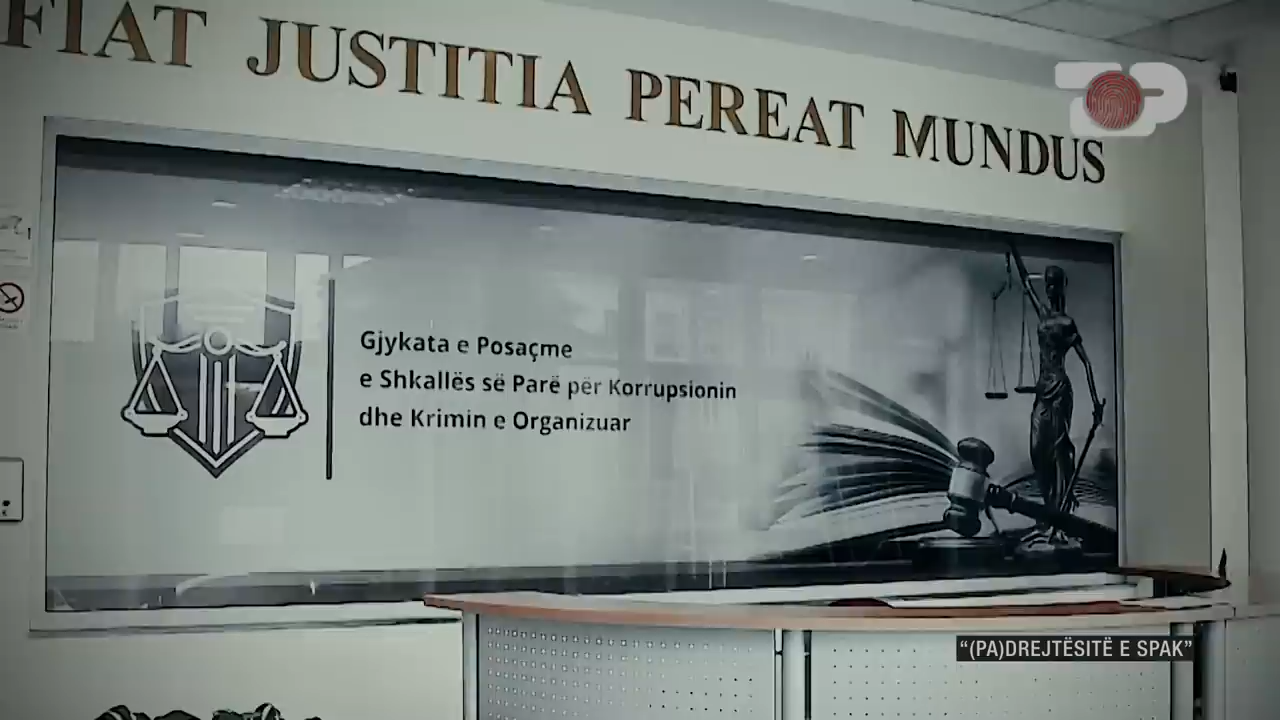 FIAT JUSTITIA PEREAT MUNDUS
Gjykata e Posaçme
e Shkallës së Parë për Korrupsionin
dhe Krimin e Organizuar
“(PA)DREJTËSITË E SPAK”